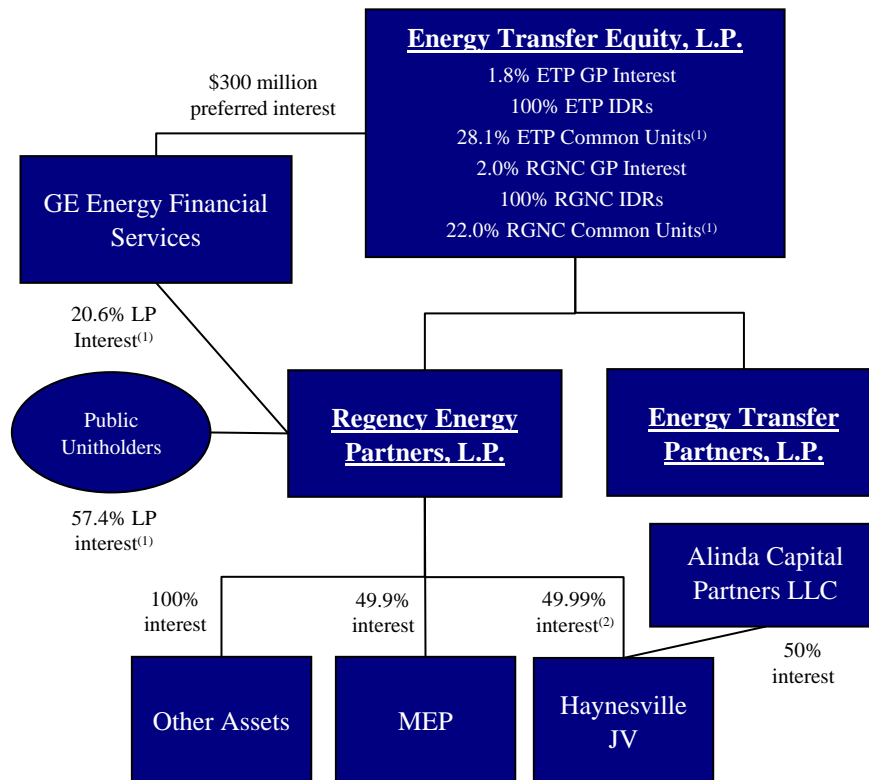 Energy Transfer Equity, L.P.
1.8% ETP GP Interest
100% ETP IDRs
28.1% ETP Common Units(1)
2.0% RGNC GP Interest
100% RGNC IDRs
22.0% RGNC Common Units(1)
$300 million
preferred interest
GE Energy Financial
Services
20.6% LP
Interest(1)
Public
Unitholders
57.4% LP
interest(1)
Regency Energy
Partners, L.P.
Energy Transfer
Partners, L.P.
Alinda Capital
Partners LLC
100%
interest
49.9%
interest
49.99%
interest(2)
50%
interest
Other Assets
MEP
Haynesville
JV